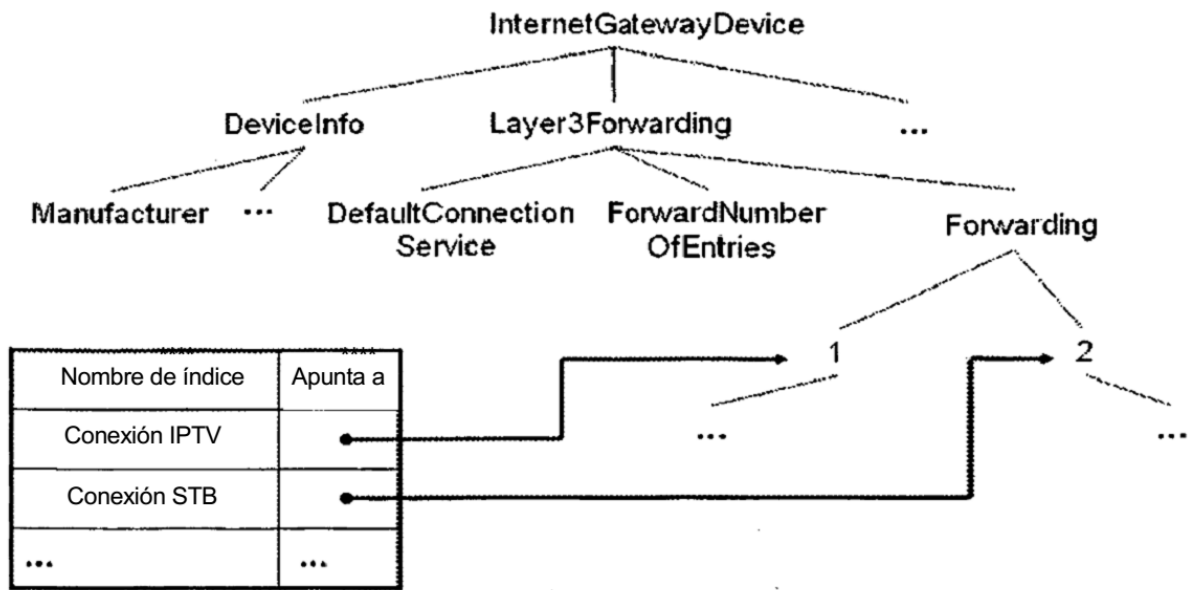 InternetGatewayDevice
DeviceInfo Layer3Forwarding ...
Manufacturer ... DefaultConnection ForwardNumber Forwarding
Service OfEntries
1 2
**** ****
Nombre de índice Apunta a
... ...
Conexión IPTV
Conexión STB
... ...